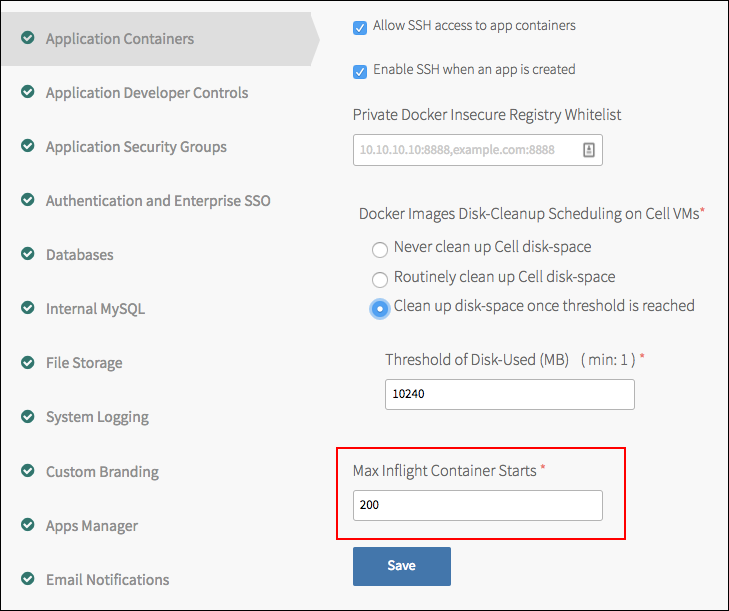 Application Containers
Application Developer Controls
Application Security Groups
Authentication and Enterprise SSO
Databases
Internal MySQL
File Storage
System Logging
Custom Branding
Apps Manager
Email Notifications
Allow SSH access to app containers
Enable SSH when an app is created
Private Docker Insecure Registry Whitelist
10.10.10.10:8888,example.com:8888
Docker Images Disk-Cleanup Scheduling on Cell VMs*
Never clean up Cell disk-space
Routinely clean up Cell disk-space
Clean up disk-space once threshold is reached
Threshold of Disk-Used (MB) ( min: 1 ) *
10240
Max Inflight Container Starts *
200
Save